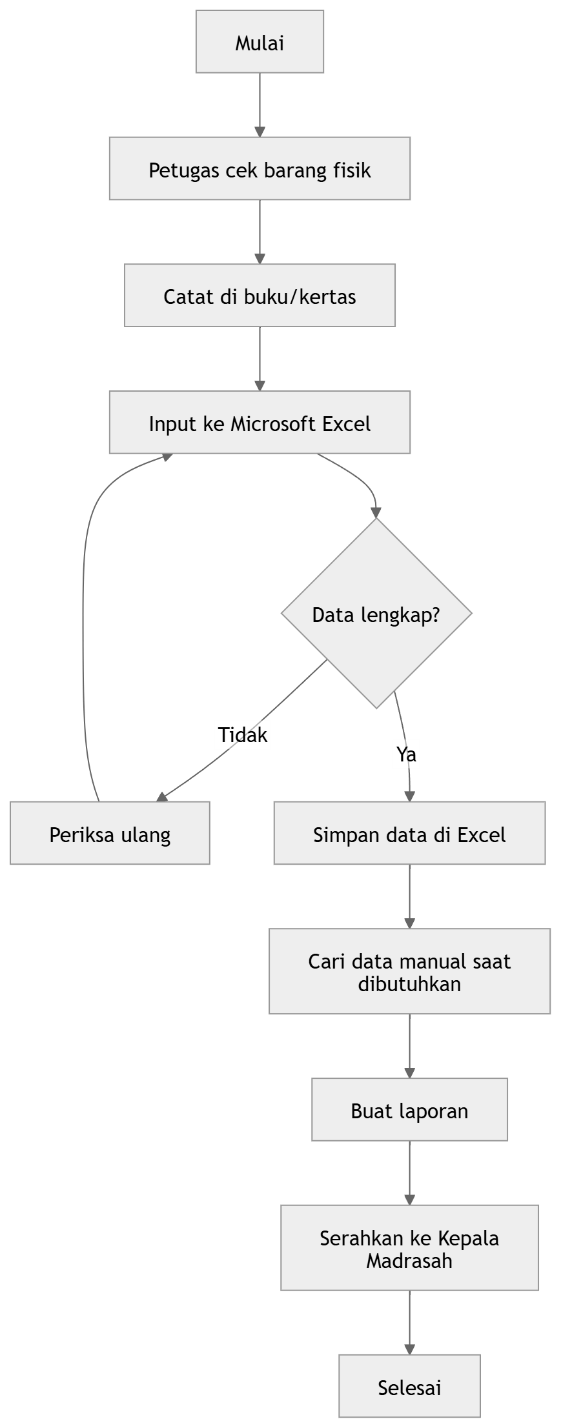 Mulai
Petugas cek barang fisik
Catat di buku/kertas
Input ke Microsoft Excel
Data lengkap?
Tidak
Ya
Periksa ulang
Simpan data di Excel
Cari data manual saat
dibutuhkan
Buat laporan
Serahkan ke Kepala
Madrasah
Selesai